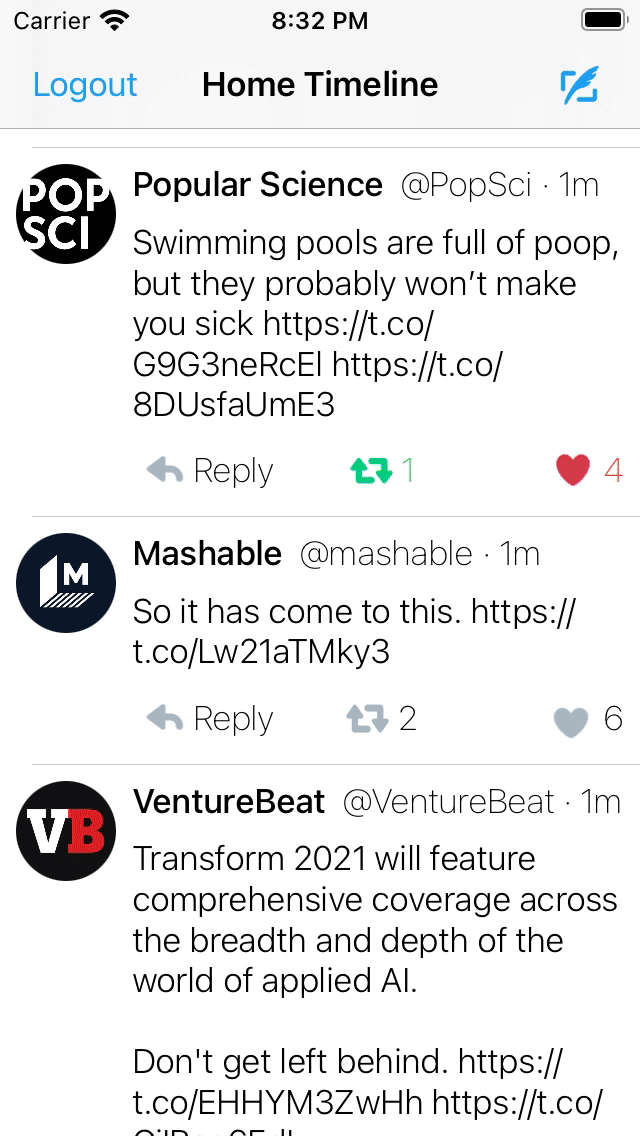 Carrier 8:32 PM
Logout Home Timeline
POP
SCI
Popular Science @PopSci · 1m
Swimming pools are full of poop,
but they probably won’t make
you sick https://t.co/
G9G3neRcEl https://t.co/
8DUsfaUmE3
Reply 1 4
M
Mashable @mashable · 1m
So it has come to this. https://
t.co/Lw21aTMky3
Reply 2 6
VB
VentureBeat @VentureBeat · 1m
Transform 2021 will feature
comprehensive coverage across
the breadth and depth of the
world of applied AI.
Don't get left behind. https://
t.co/EHHYM3ZwHh https://t.co/